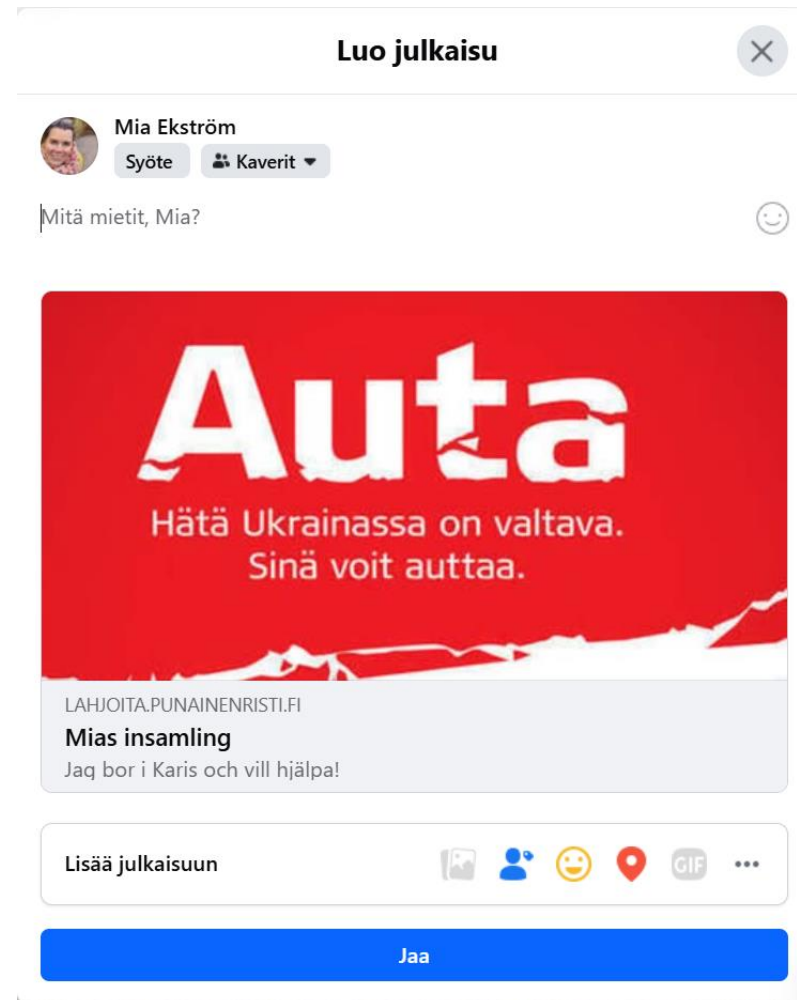 Luo julkaisu
Mia Ekström
Syöte
Kaverit
Mitä mietit, Mia?
Auta
Hätä Ukrainassa on valtava.
Sinä voit auttaa.
LAHJOITA.PUNAINENRISTI.FI
Mias insamling
Jag bor i Karis och vill hjälpa!
Lisää julkaisuun
GIF
Jaa